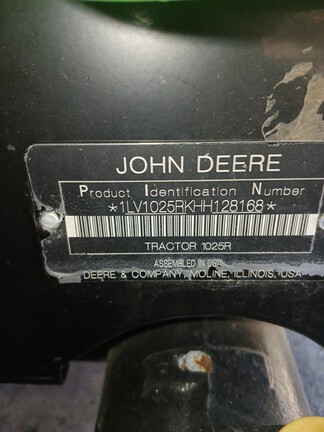 JOHN DEERE
Product Identification Number
*1LV1025RKHH128168*
TRACTOR 1025R
ASSEMBLED IN USA
DEERE & COMPANY, MOLINE, ILLINOIS, USA